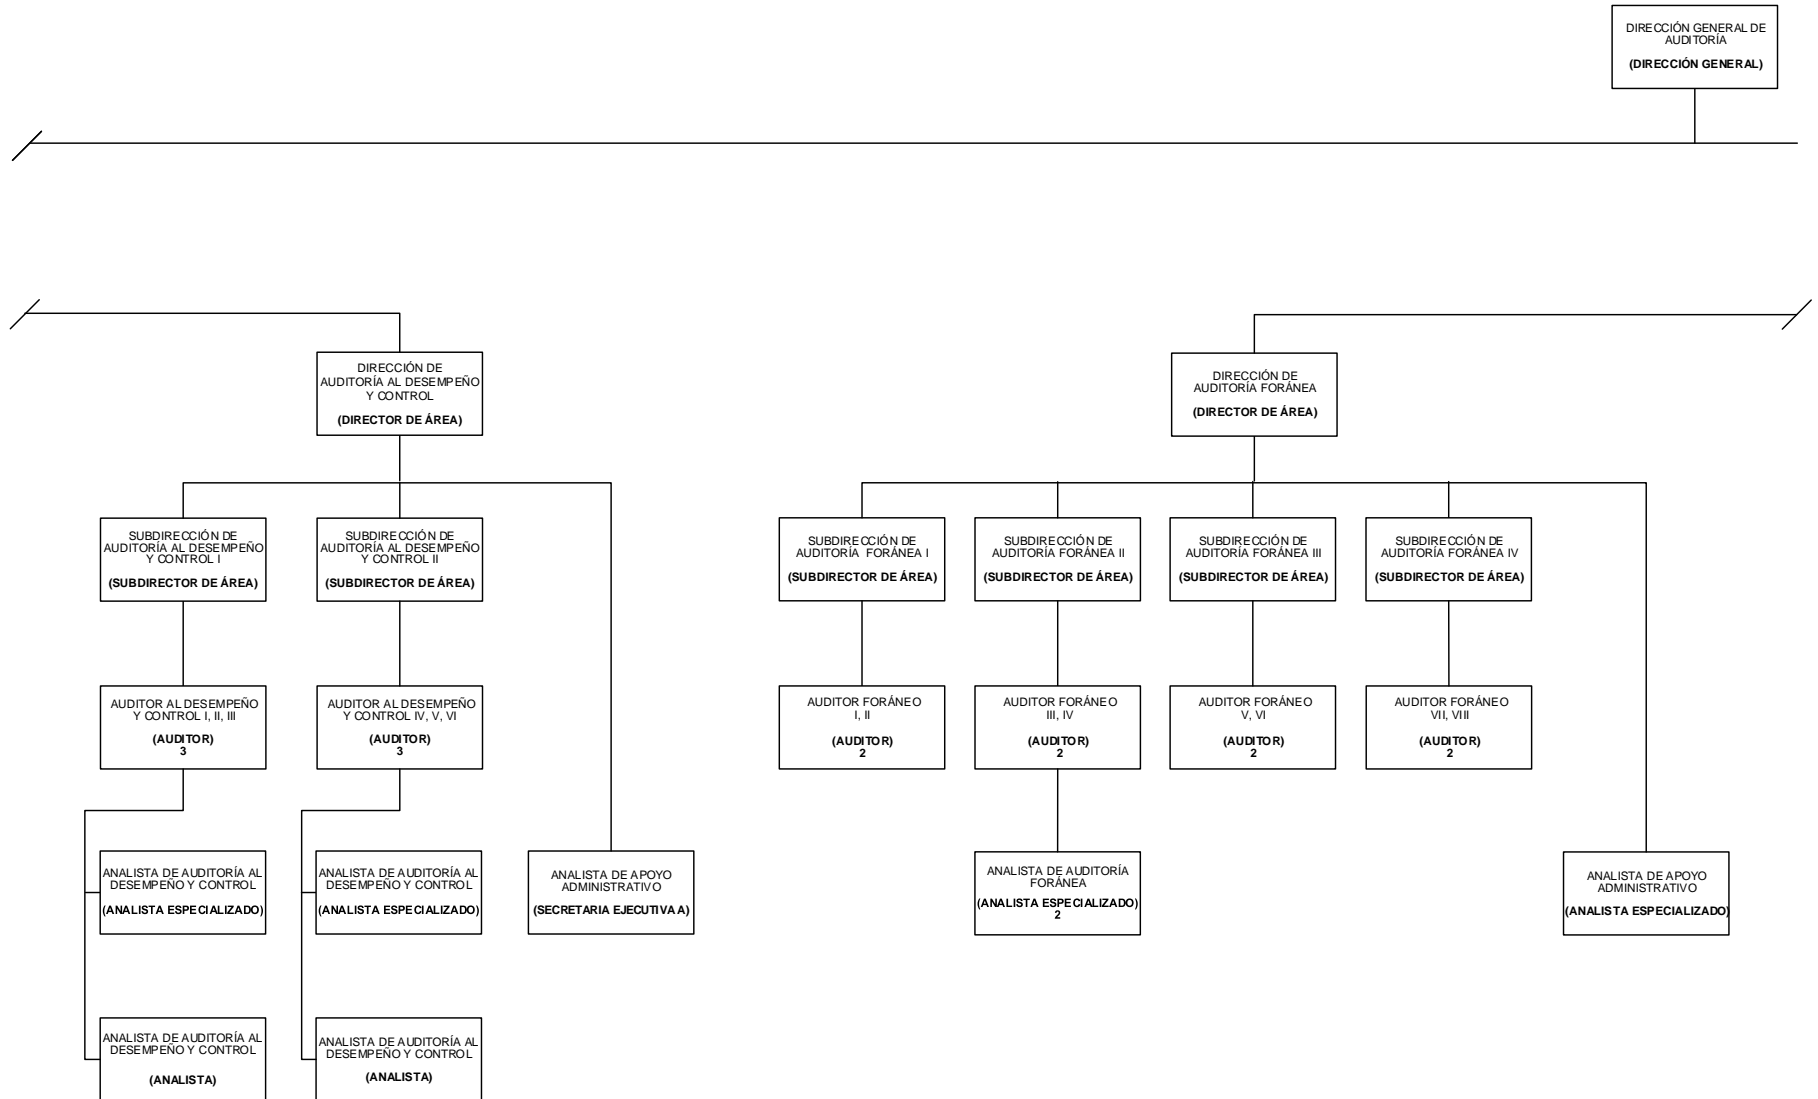 DIRECCIÓN GENERAL DE
AUDITORÍA
(DIRECCIÓN GENERAL)
DIRECCIÓN DE
AUDITORÍA AL DESEMPEÑO
Y CONTROL
(DIRECTOR DE ÁREA)
DIRECCIÓN DE
AUDITORÍA FORÁNEA
(DIRECTOR DE ÁREA)
SUBDIRECCIÓN DE
AUDITORÍA AL DESEMPEÑO
Y CONTROL I
(SUBDIRECTOR DE ÁREA)
SUBDIRECCIÓN DE
AUDITORÍA AL DESEMPEÑO
Y CONTROL II
(SUBDIRECTOR DE ÁREA)
SUBDIRECCIÓN DE
AUDITORÍA FORÁNEA I
(SUBDIRECTOR DE ÁREA)
SUBDIRECCIÓN DE
AUDITORÍA FORÁNEA II
(SUBDIRECTOR DE ÁREA)
SUBDIRECCIÓN DE
AUDITORÍA FORÁNEA III
(SUBDIRECTOR DE ÁREA)
SUBDIRECCIÓN DE
AUDITORÍA FORÁNEA IV
(SUBDIRECTOR DE ÁREA)
AUDITOR AL DESEMPEÑO
Y CONTROL I, II, III
(AUDITOR)
3
AUDITOR AL DESEMPEÑO
Y CONTROL IV, V, VI
(AUDITOR)
3
AUDITOR FORÁNEO
I, II
(AUDITOR)
2
AUDITOR FORÁNEO
III, IV
(AUDITOR)
2
AUDITOR FORÁNEO
V, VI
(AUDITOR)
2
AUDITOR FORÁNEO
VII, VIII
(AUDITOR)
2
ANALISTA DE AUDITORÍA AL
DESEMPEÑO Y CONTROL
(ANALISTA ESPECIALIZADO)
ANALISTA DE AUDITORÍA AL
DESEMPEÑO Y CONTROL
(ANALISTA ESPECIALIZADO)
ANALISTA DE APOYO
ADMINISTRATIVO
(SECRETARIA EJECUTIVA A)
ANALISTA DE AUDITORÍA
FORÁNEA
(ANALISTA ESPECIALIZADO)
2
ANALISTA DE APOYO
ADMINISTRATIVO
(ANALISTA ESPECIALIZADO)
ANALISTA DE AUDITORÍA AL
DESEMPEÑO Y CONTROL
(ANALISTA)
ANALISTA DE AUDITORÍA AL
DESEMPEÑO Y CONTROL
(ANALISTA)